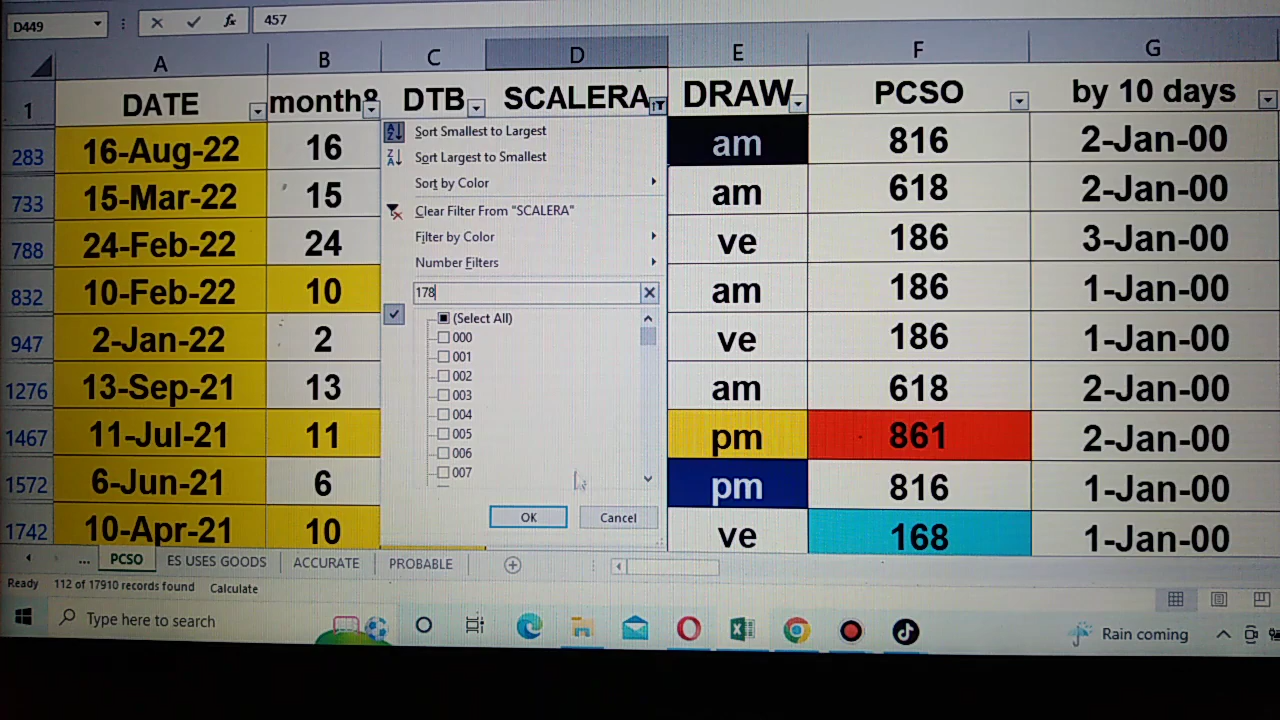 D449 fx 457
A B C D E F G
1 DATE month& DTB SCALERA DRAW PCSO by 10 days
283 16-Aug-22 16 am 816 2-Jan-00
733 15-Mar-22 15 am 618 2-Jan-00
788 24-Feb-22 24 ve 186 3-Jan-00
832 10-Feb-22 10 am 186 1-Jan-00
947 2-Jan-22 2 ve 186 1-Jan-00
1276 13-Sep-21 13 am 618 2-Jan-00
1467 11-Jul-21 11 pm 861 2-Jan-00
1572 6-Jun-21 6 pm 816 1-Jan-00
1742 10-Apr-21 10 ve 168 1-Jan-00
Sort Smallest to Largest
Sort Largest to Smallest
Sort by Color
Clear Filter From "SCALERA"
Filter by Color
Number Filters
178
(Select All)
000
001
002
003
004
005
006
007
OK Cancel
... PCSO ES USES GOODS ACCURATE PROBABLE
Ready 112 of 17910 records found Calculate
Type here to search Rain coming